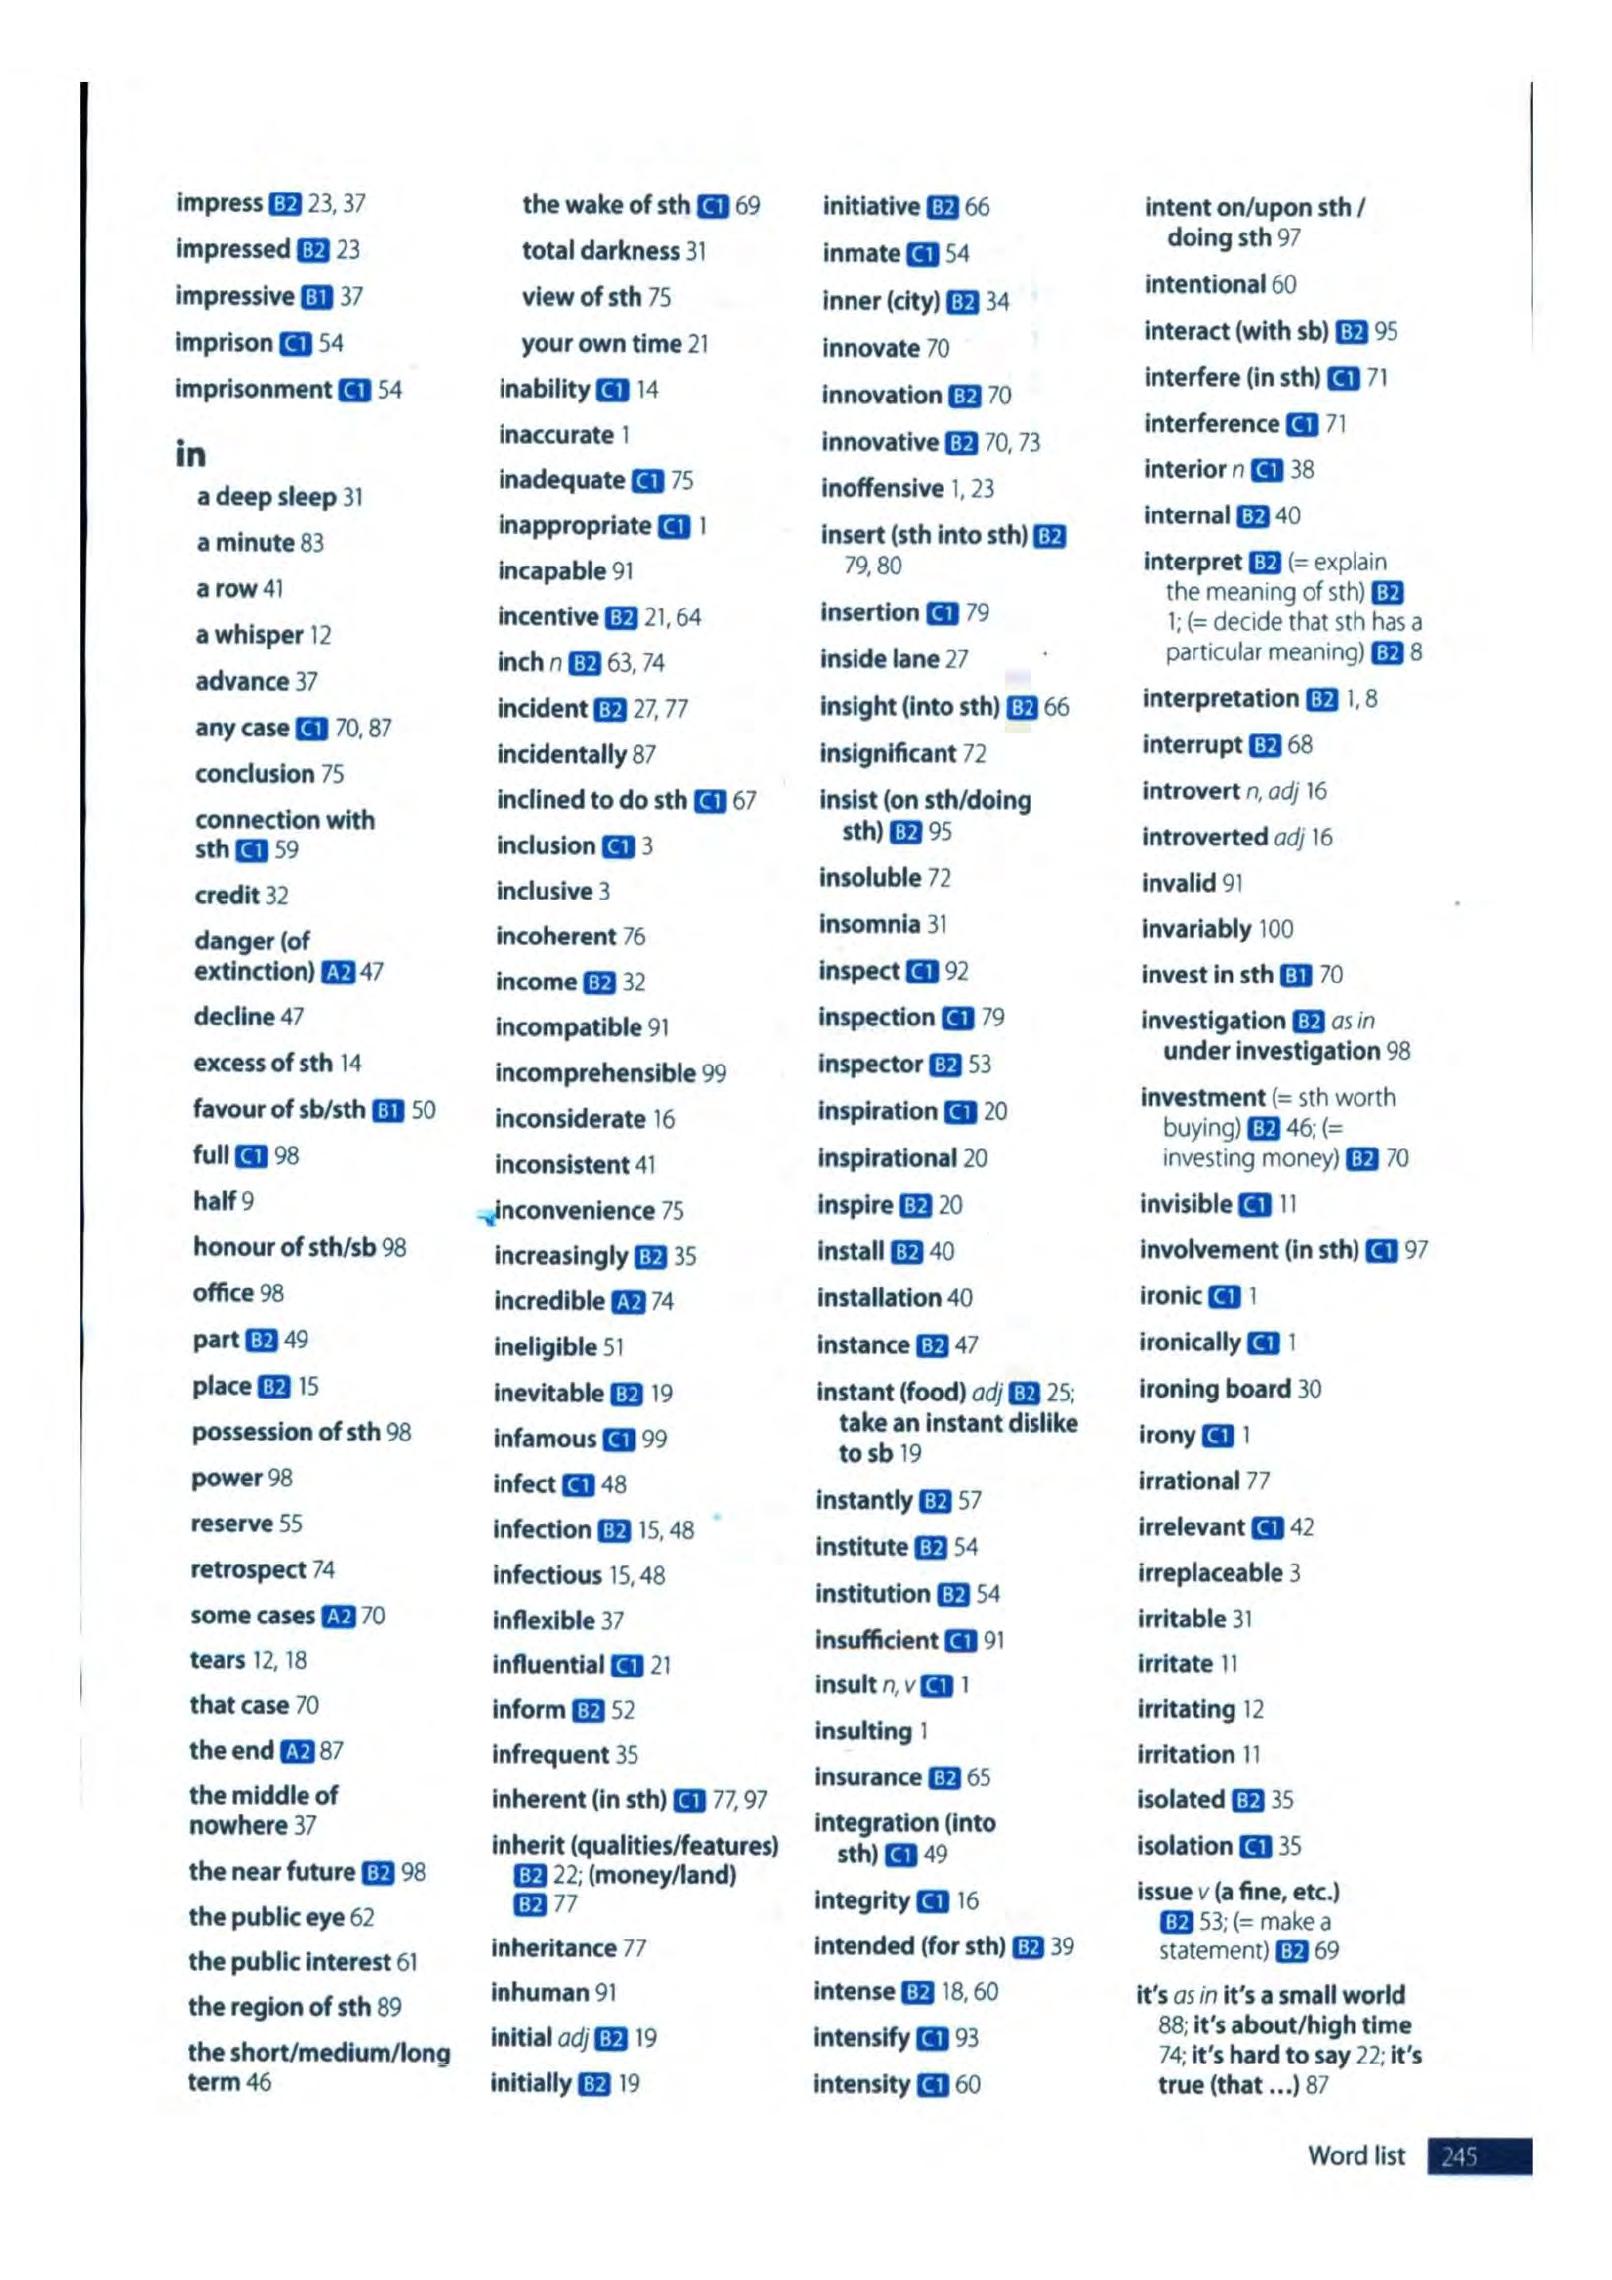 impress B2 23, 37
impressed B2 23
impressive B1 37
imprison C1 54
imprisonment C1 54
in
a deep sleep 31
a minute 83
a row 41
a whisper 12
advance 37
any case C1 70, 87
conclusion 75
connection with
sth C1 59
credit 32
danger (of
extinction) A2 47
decline 47
excess of sth 14
favour of sb/sth B1 50
full C1 98
half 9
honour of sth/sb 98
office 98
part B2 49
place B2 15
possession of sth 98
power 98
reserve 55
retrospect 74
some cases A2 70
tears 12, 18
that case 70
the end A2 87
the middle of
nowhere 37
the near future B2 98
the public eye 62
the public interest 61
the region of sth 89
the short/medium/long
term 46
the wake of sth C1 69
total darkness 31
view of sth 75
your own time 21
inability C1 14
inaccurate 1
inadequate C1 75
inappropriate C1 1
incapable 91
incentive B2 21, 64
inch n B2 63, 74
incident B2 27, 77
incidentally 87
inclined to do sth C1 67
inclusion C1 3
inclusive 3
incoherent 76
income B2 32
incompatible 91
incomprehensible 99
inconsiderate 16
inconsistent 41
inconvenience 75
increasingly B2 35
incredible A2 74
ineligible 51
inevitable B2 19
infamous C1 99
infect C1 48
infection B2 15, 48
infectious 15, 48
inflexible 37
influential C1 21
inform B2 52
infrequent 35
inherent (in sth) C1 77, 97
inherit (qualities/features)
B2 22; (money/land)
B2 77
inheritance 77
inhuman 91
initial adj B2 19
initially B2 19
initiative B2 66
inmate C1 54
inner (city) B2 34
innovate 70
innovation B2 70
innovative B2 70, 73
inoffensive 1, 23
insert (sth into sth) B2
79, 80
insertion C1 79
inside lane 27
insight (into sth) B2 66
insignificant 72
insist (on sth/doing
sth) B2 95
insoluble 72
insomnia 31
inspect C1 92
inspection C1 79
inspector B2 53
inspiration C1 20
inspirational 20
inspire B2 20
install B2 40
installation 40
instance B2 47
instant (food) adj B2 25;
take an instant dislike
to sb 19
instantly B2 57
institute B2 54
institution B2 54
insufficient C1 91
insult n, v C1 1
insulting 1
insurance B2 65
integration (into
sth) C1 49
integrity C1 16
intended (for sth) B2 39
intense B2 18, 60
intensify C1 93
intensity C1 60
intent on/upon sth /
doing sth 97
intentional 60
interact (with sb) B2 95
interfere (in sth) C1 71
interference C1 71
interior n C1 38
internal B2 40
interpret B2 (= explain
the meaning of sth) B2
1; (= decide that sth has a
particular meaning) B2 8
interpretation B2 1, 8
interrupt B2 68
introvert n, adj 16
introverted adj 16
invalid 91
invariably 100
invest in sth B1 70
investigation B2 as in
under investigation 98
investment (= sth worth
buying) B2 46; (=
investing money) B2 70
invisible C1 11
involvement (in sth) C1 97
ironic C1 1
ironically C1 1
ironing board 30
irony C1 1
irrational 77
irrelevant C1 42
irreplaceable 3
irritable 31
irritate 11
irritating 12
irritation 11
isolated B2 35
isolation C1 35
issue v (a fine, etc.)
B2 53; (= make a
statement) B2 69
it's as in it's a small world
88; it's about/high time
74; it's hard to say 22; it's
true (that ...) 87
Word list 245